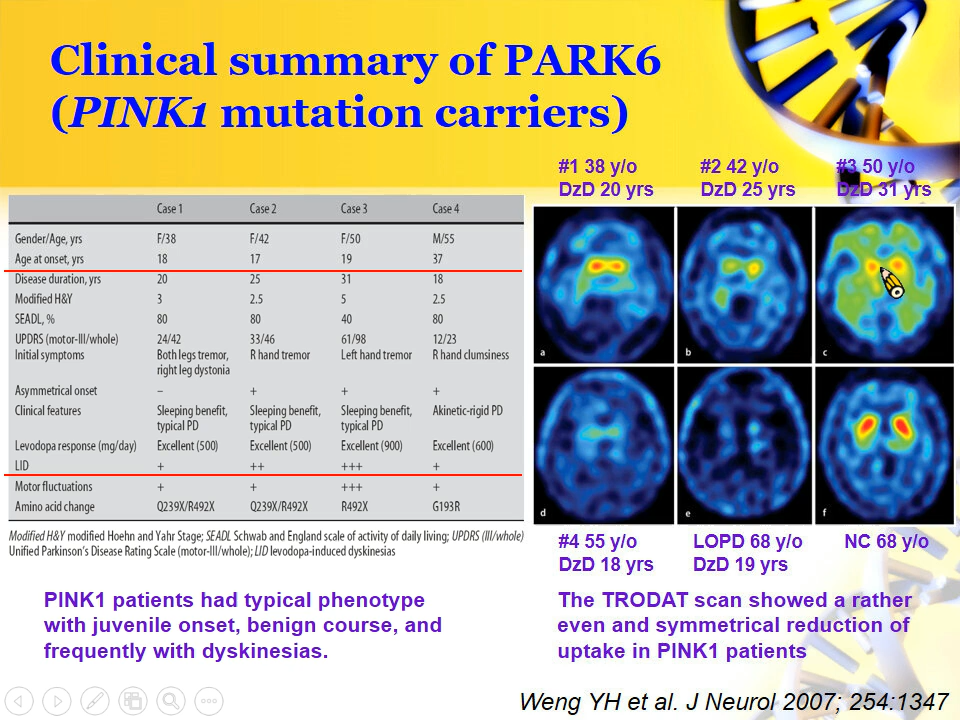 Clinical summary of PARK6
(PINK1 mutation carriers)
#1 38 y/o
DzD 20 yrs
#2 42 y/o
DzD 25 yrs
#3 50 y/o
DzD 31 yrs
Case 1 Case 2 Case 3 Case 4
Gender/Age, yrs F/38 F/42 F/50 M/55
Age at onset, yrs 18 17 19 37
Disease duration, yrs 20 25 31 18
Modified H&Y 3 2.5 5 2.5
SEADL, % 80 80 40 80
UPDRS (motor-III/whole) 24/42 33/46 61/98 12/23
Initial symptoms Both legs tremor, R hand tremor Left hand tremor R hand clumsiness
right leg dystonia
Asymmetrical onset – + + +
Clinical features Sleeping benefit, Sleeping benefit, Sleeping benefit, Akinetic-rigid PD
typical PD typical PD typical PD
Levodopa response (mg/day) Excellent (500) Excellent (500) Excellent (900) Excellent (600)
LID + ++ +++ +
Motor fluctuations + + +++ +
Amino acid change Q239X/R492X Q239X/R492X R492X G193R
Modified H&Y modified Hoehn and Yahr Stage; SEADL Schwab and England scale of activity of daily living; UPDRS (III/whole)
Unified Parkinson's Disease Rating Scale (motor-III/whole); LID levodopa-induced dyskinesias
a
b
c
d
e
f
#4 55 y/o
DzD 18 yrs
LOPD 68 y/o
DzD 19 yrs
NC 68 y/o
PINK1 patients had typical phenotype
with juvenile onset, benign course, and
frequently with dyskinesias.
The TRODAT scan showed a rather
even and symmetrical reduction of
uptake in PINK1 patients
Weng YH et al. J Neurol 2007; 254:1347